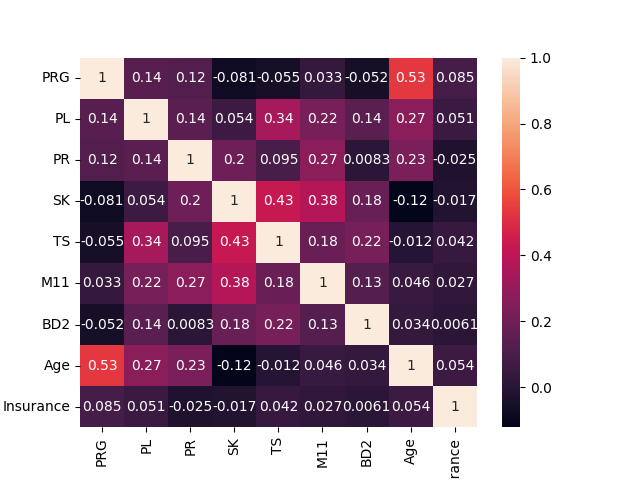 PRG 1 0.14 0.12 -0.081 -0.055 0.033 -0.052 0.53 0.085
PL 0.14 1 0.14 0.054 0.34 0.22 0.14 0.27 0.051
PR 0.12 0.14 1 0.2 0.095 0.27 0.0083 0.23 -0.025
SK -0.081 0.054 0.2 1 0.43 0.38 0.18 -0.12 -0.017
TS -0.055 0.34 0.095 0.43 1 0.18 0.22 -0.012 0.042
M11 0.033 0.22 0.27 0.38 0.18 1 0.13 0.046 0.027
BD2 -0.052 0.14 0.0083 0.18 0.22 0.13 1 0.034 0.0061
Age 0.53 0.27 0.23 -0.12 -0.012 0.046 0.034 1 0.054
Insurance 0.085 0.051 -0.025 -0.017 0.042 0.027 0.0061 0.054 1
PRG PL PR SK TS M11 BD2 Age rance
1.0
0.8
0.6
0.4
0.2
0.0